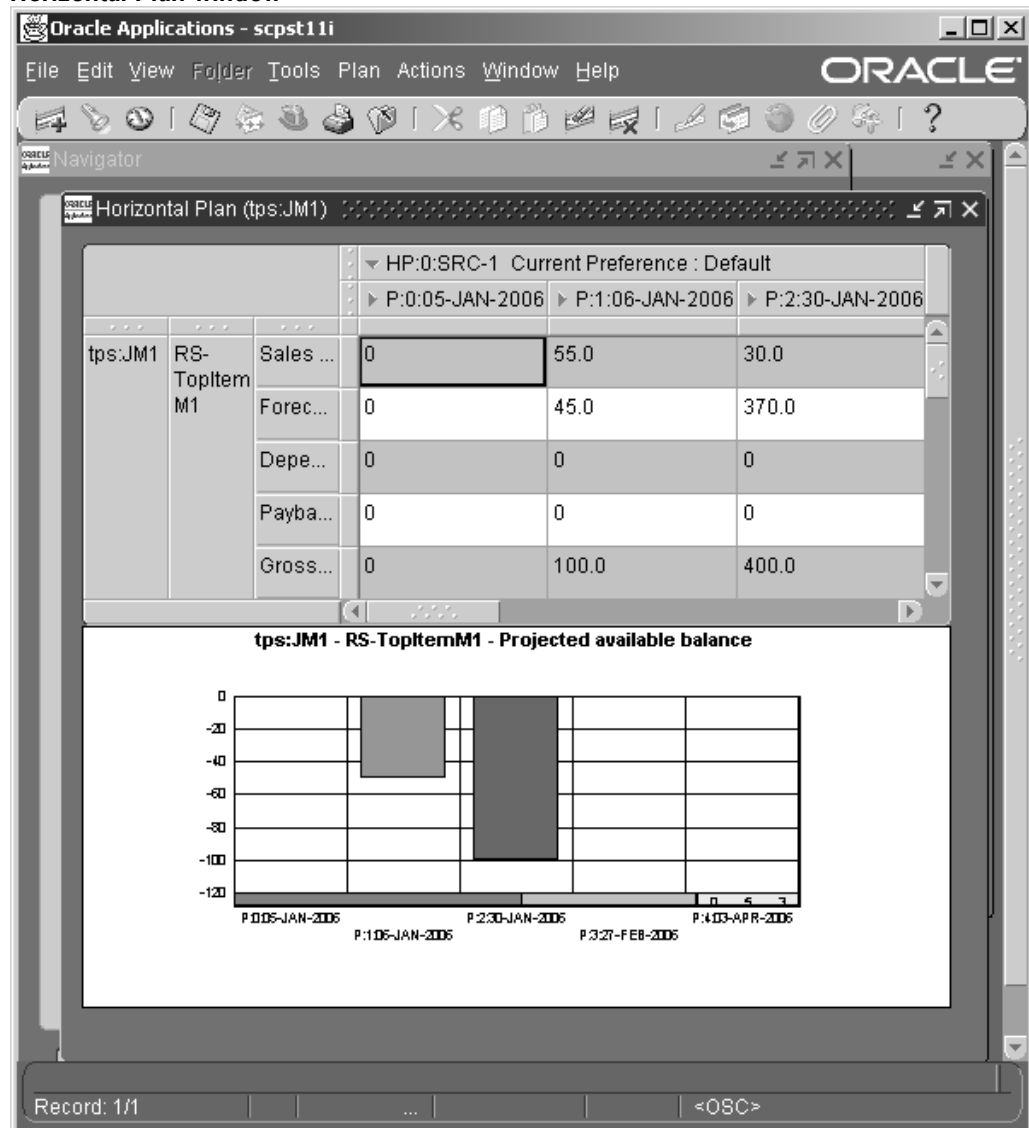 Horizontal Plan Window
Oracle Applications - scpst11i
File Edit View Folder Tools Plan Actions Window Help
ORACLE
Navigator
Horizontal Plan (tps:JM1)
HP:0:SRC-1 Current Preference : Default
P:0:05-JAN-2006 P:1:06-JAN-2006 P:2:30-JAN-2006
tps:JM1 RS-TopItemM1 Sales ... 0 55.0 30.0
Forec... 0 45.0 370.0
Depe... 0 0 0
Payba... 0 0 0
Gross... 0 100.0 400.0
tps:JM1 - RS-TopItemM1 - Projected available balance
0
-20
-40
-60
-80
-100
-120
0 5 3
P:0:05-JAN-2006 P:2:30-JAN-2006 P:4:03-APR-2006
P:1:06-JAN-2006 P:3:27-FEB-2006
Record: 1/1 ... <OSC>